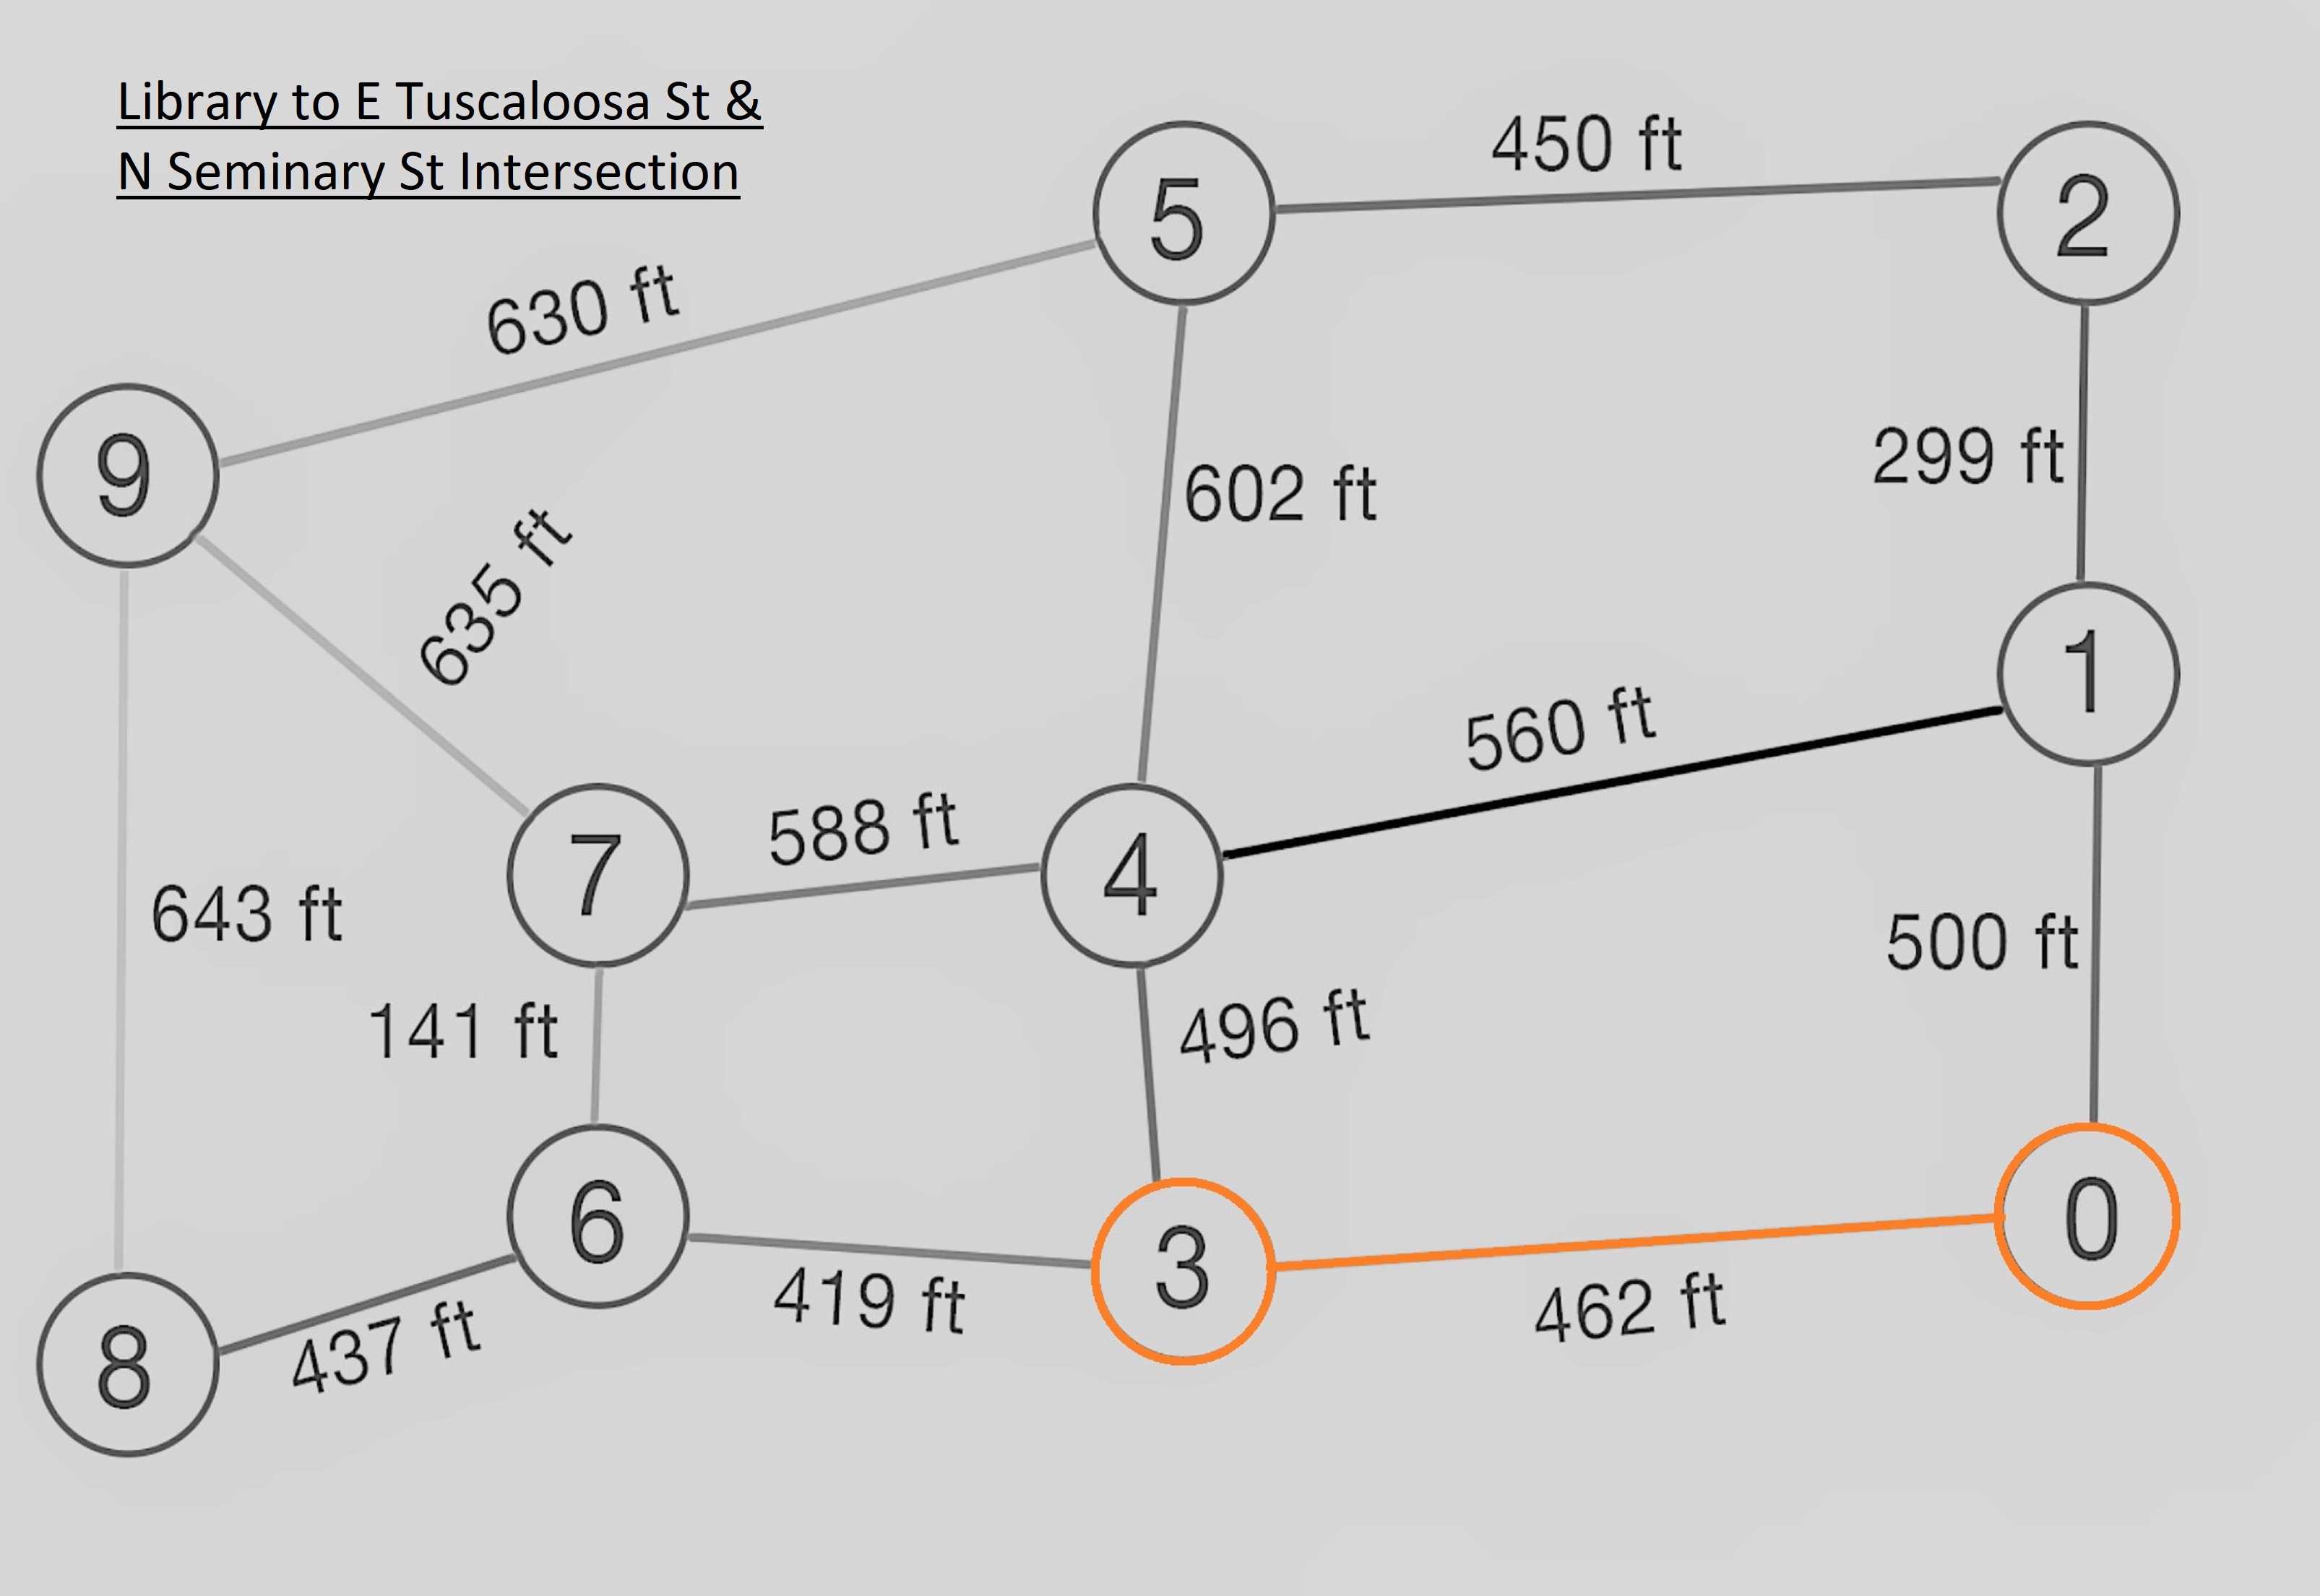 Library to E Tuscaloosa St &
N Seminary St Intersection
450 ft
5
2
630 ft
299 ft
9
602 ft
635 ft
1
560 ft
588 ft
7
4
643 ft
500 ft
141 ft
496 ft
6
0
3
419 ft
462 ft
8
437 ft